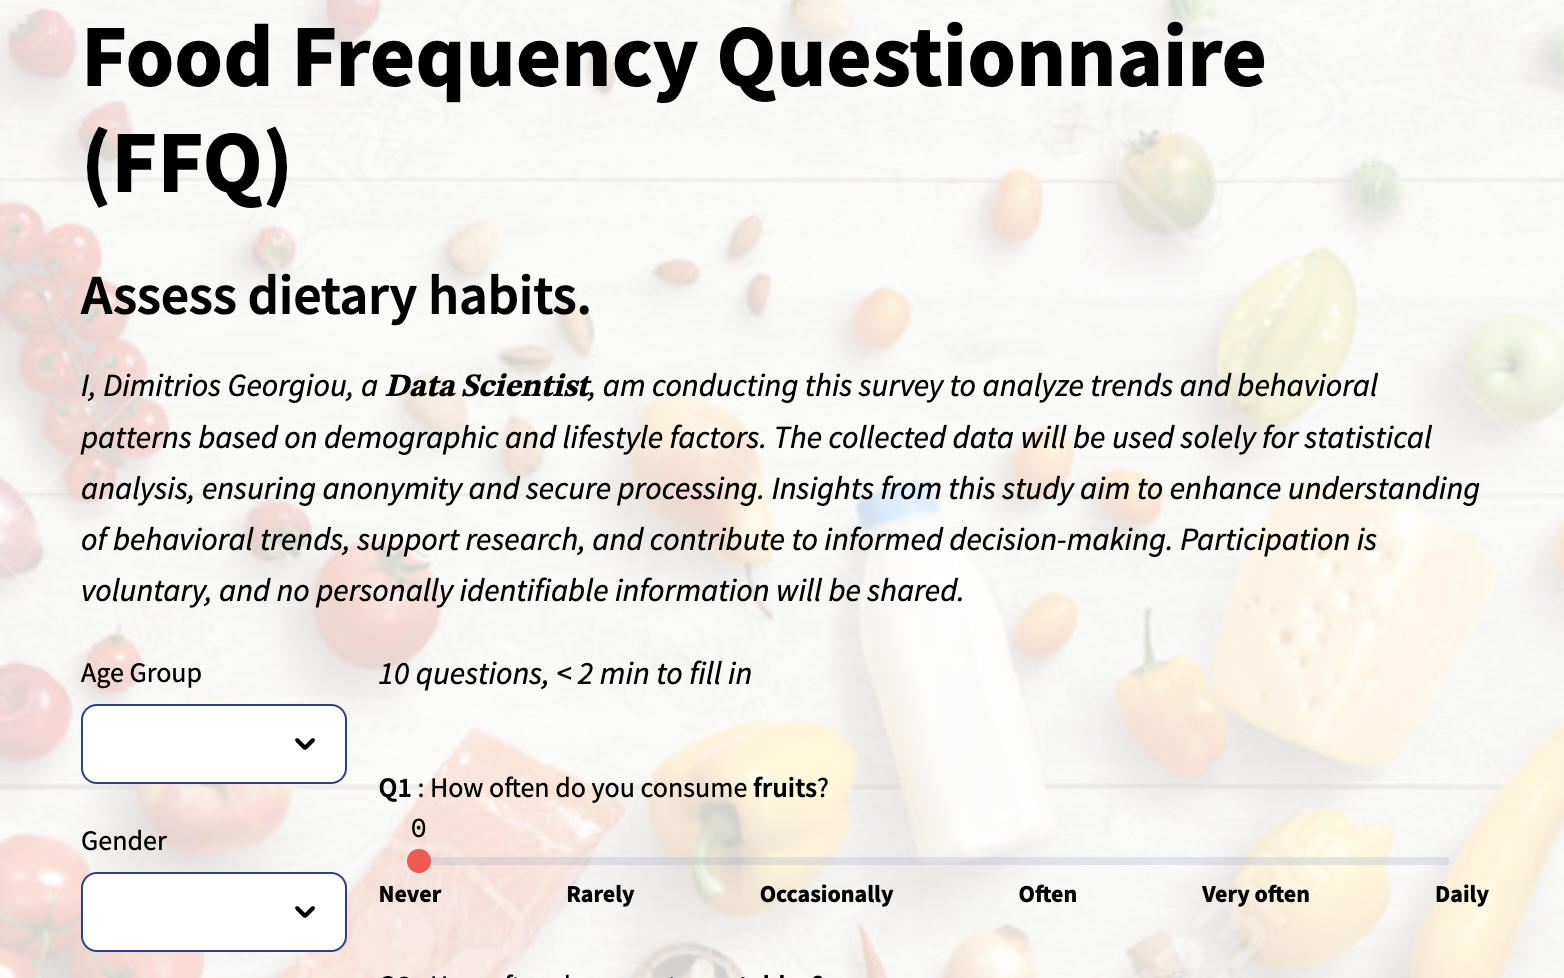 Food Frequency Questionnaire
(FFQ)
Assess dietary habits.
I, Dimitrios Georgiou, a Data Scientist, am conducting this survey to analyze trends and behavioral
patterns based on demographic and lifestyle factors. The collected data will be used solely for statistical
analysis, ensuring anonymity and secure processing. Insights from this study aim to enhance understanding
of behavioral trends, support research, and contribute to informed decision-making. Participation is
voluntary, and no personally identifiable information will be shared.
Age Group
10 questions, < 2 min to fill in
Q1 : How often do you consume fruits?
0
Never Rarely Occasionally Often Very often Daily
Gender